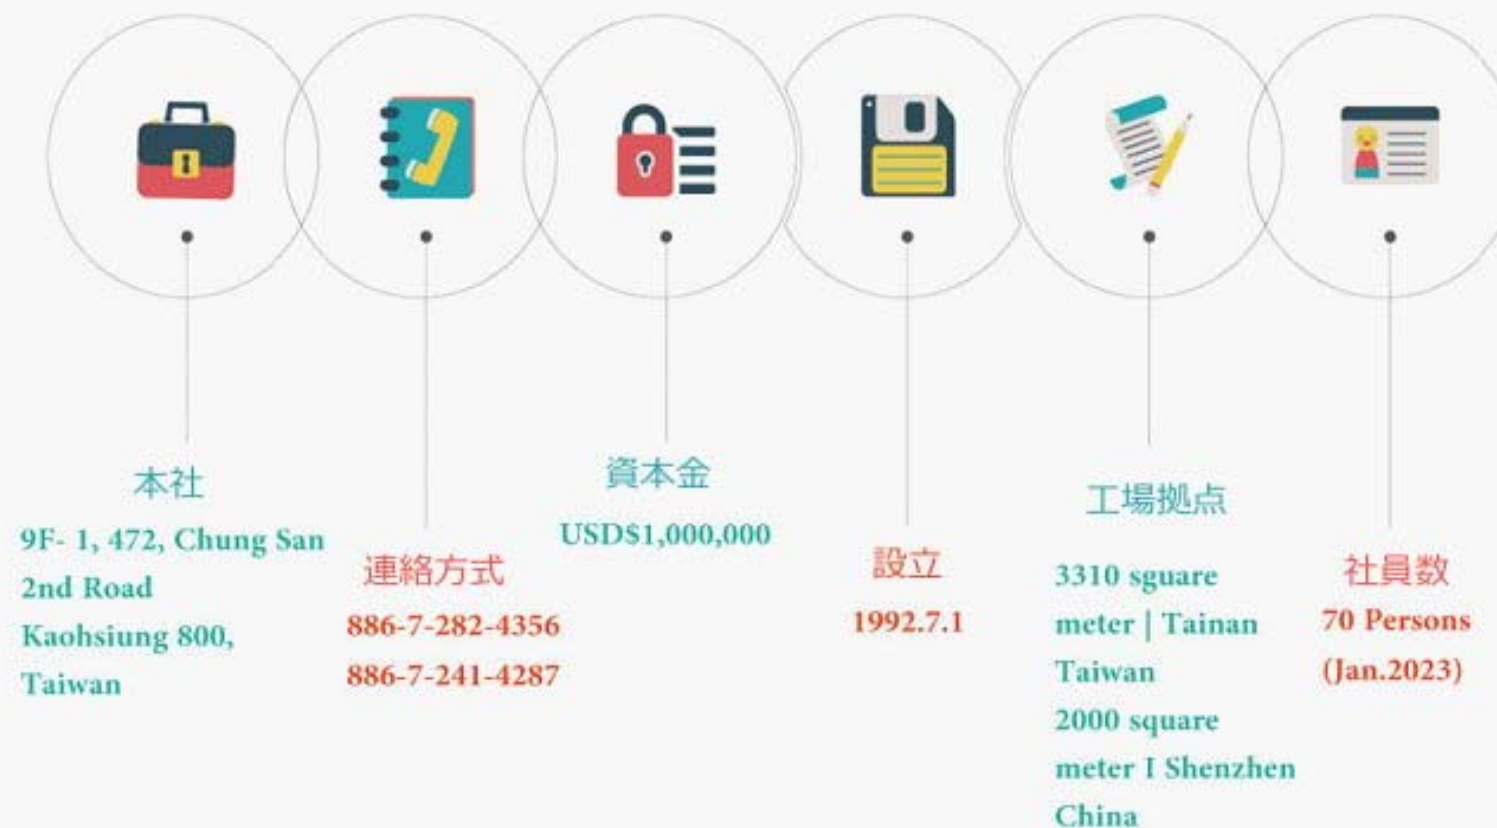 本社
9F- 1, 472, Chung San
2nd Road
Kaohsiung 800,
Taiwan
連絡方式
886-7-282-4356
886-7-241-4287
資本金
USD$1,000,000
設立
1992.7.1
工場拠点
3310 sguare
meter | Tainan
Taiwan
2000 square
meter I Shenzhen
China
社員数
70 Persons
(Jan.2023)